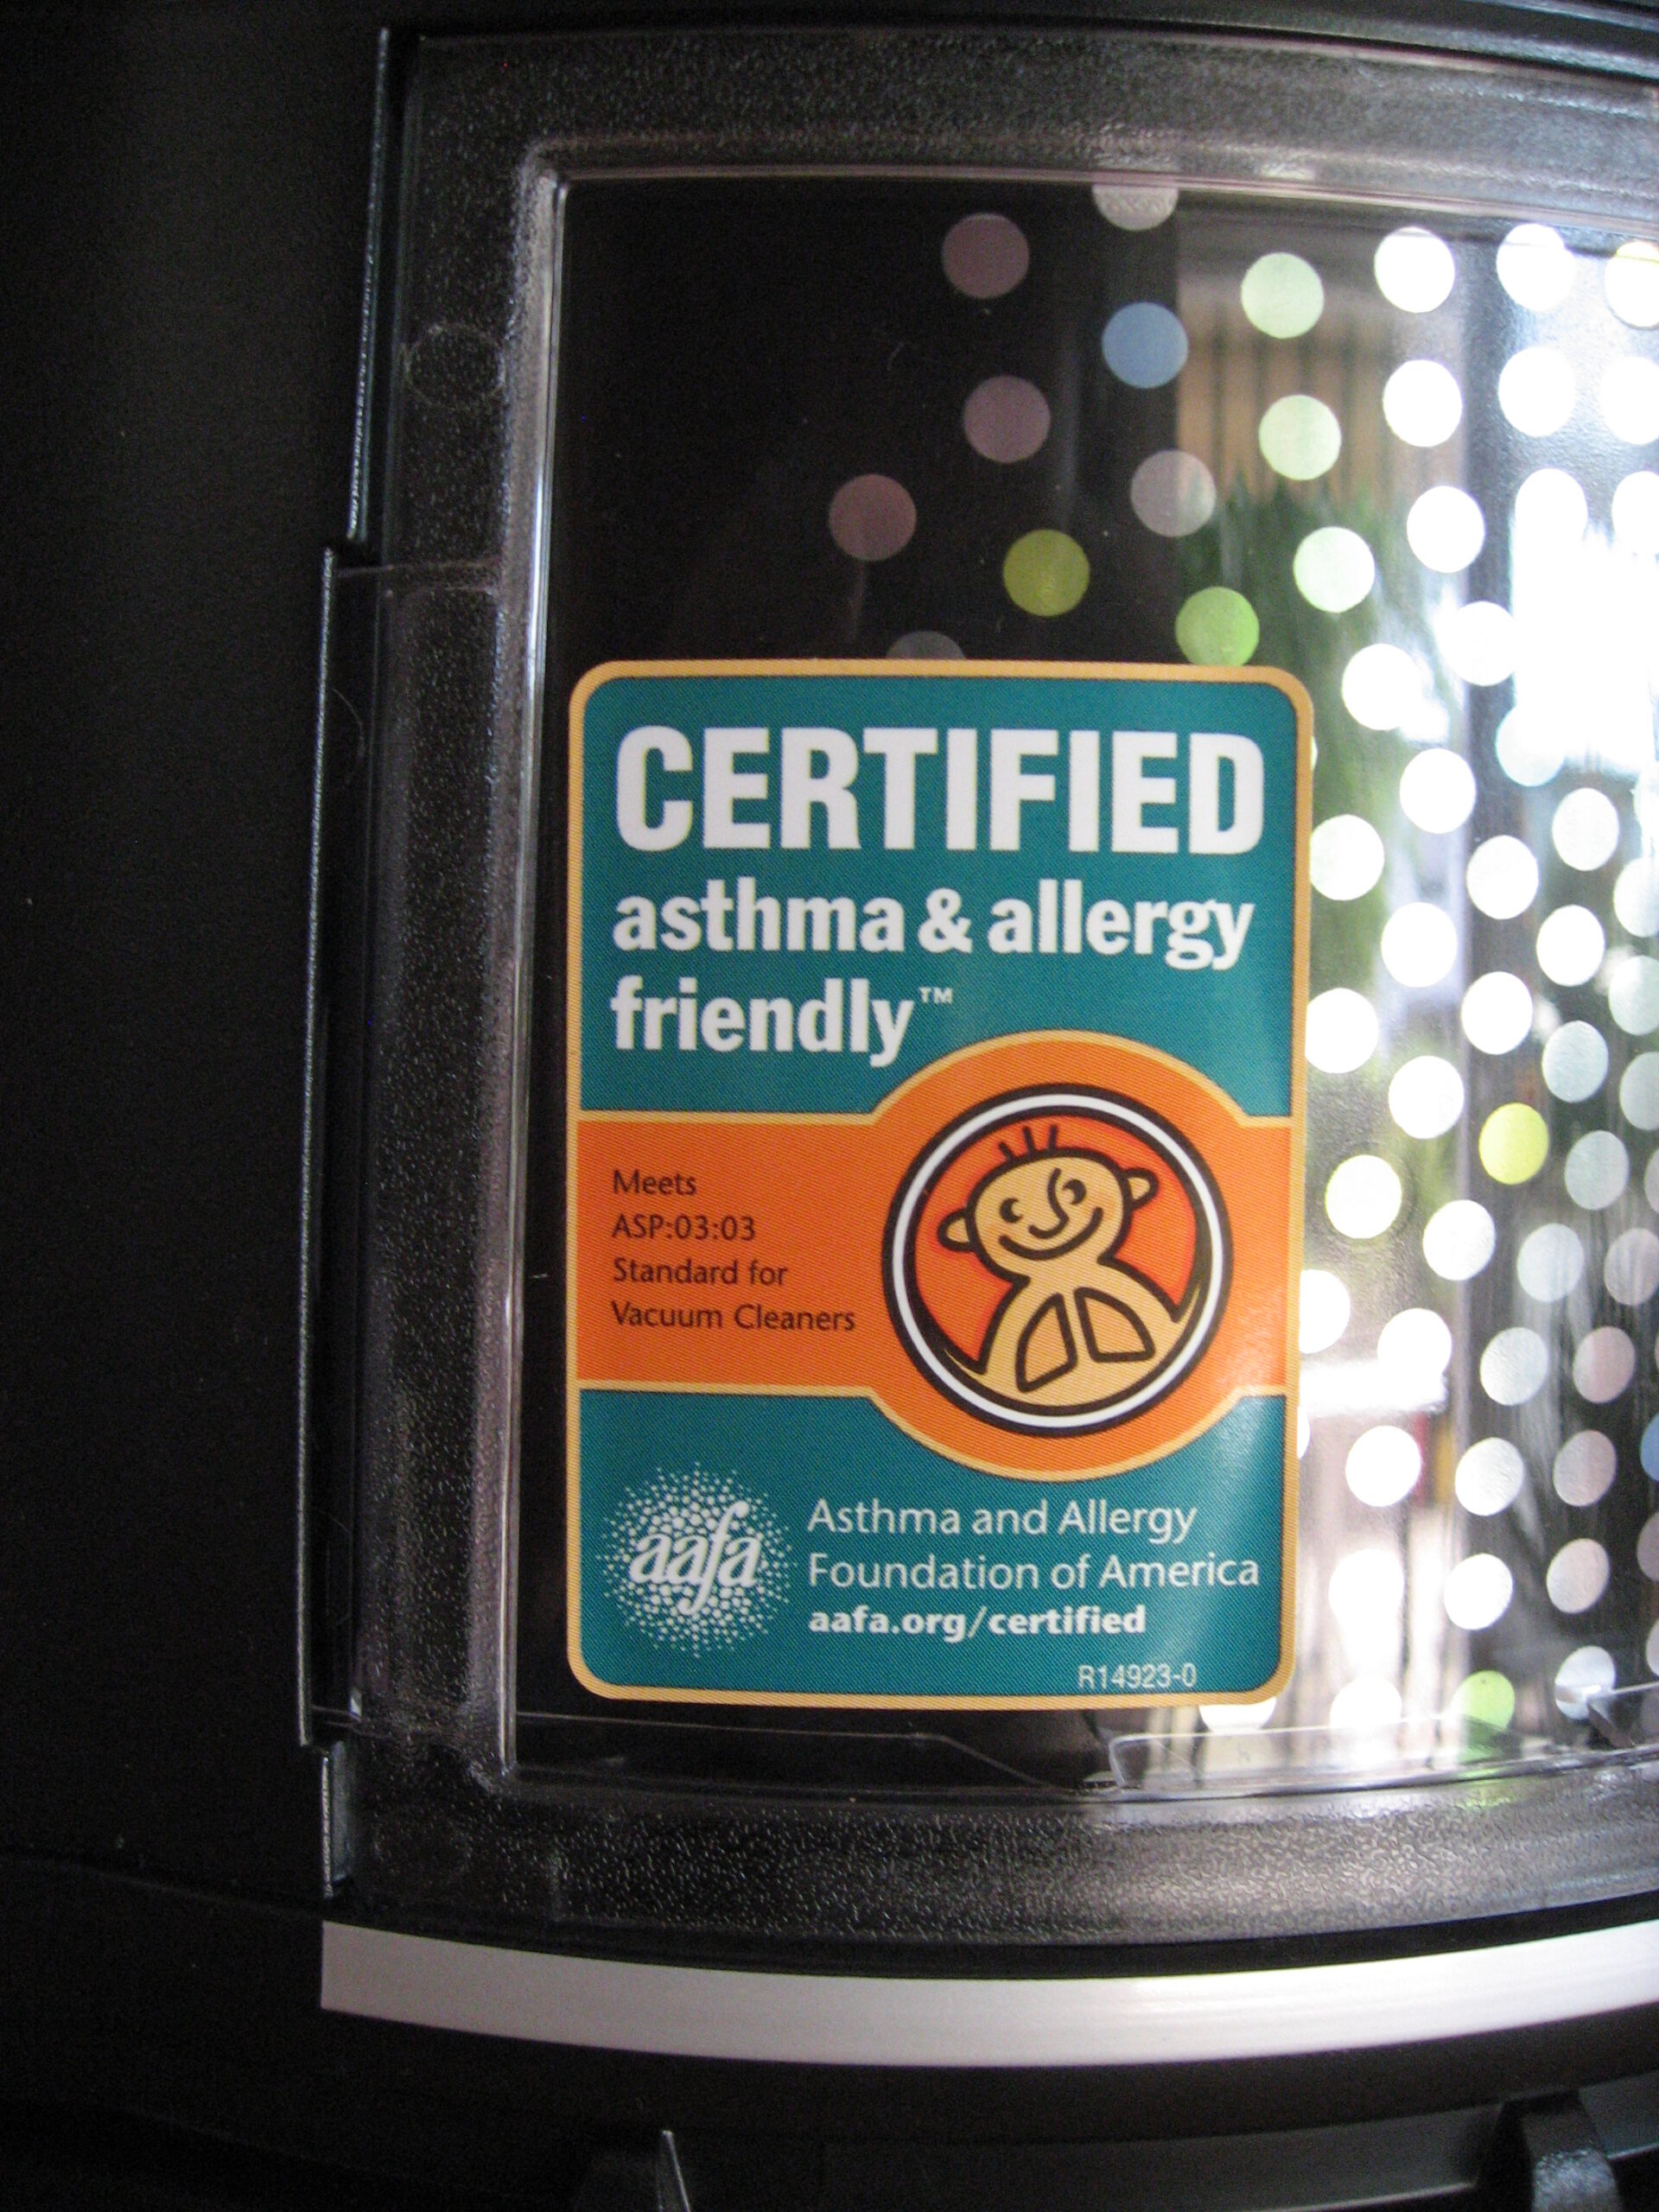 CERTIFIED
asthma & allergy
friendly™
Meets
ASP:03:03
Standard for
Vacuum Cleaners
aafa
Asthma and Allergy
Foundation of America
aafa.org/certified
R14923-0